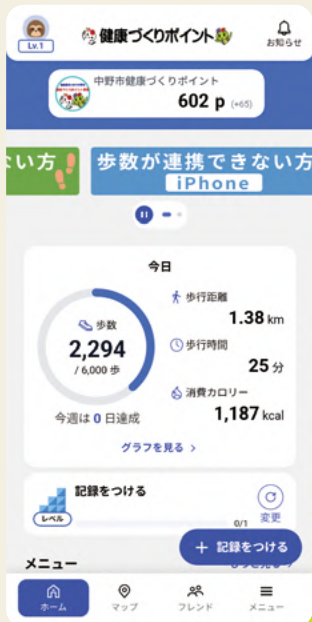 健康づくりポイント
Lv.1
お知らせ
中野市健康づくりポイント
602 p (+65)
ない方
歩数が連携できない方
iPhone
今日
歩数
2,294
/ 6,000 歩
今週は 0 日達成
歩行距離
1.38 km
歩行時間
25 分
消費カロリー
1,187 kcal
グラフを見る >
記録をつける
レベル
0/1
変更
+ 記録をつける
メニュー
ホーム
マップ
フレンド
メニュー